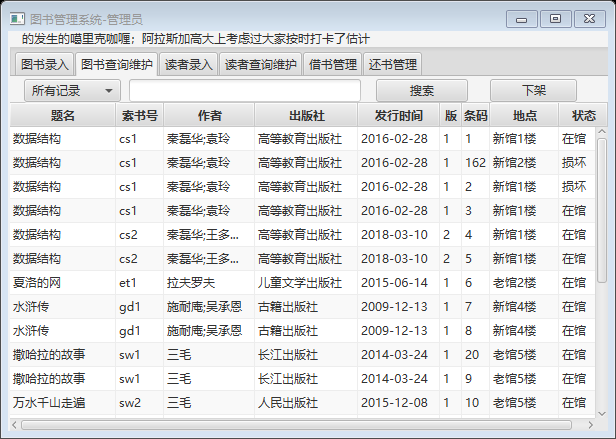 图书管理系统-管理员
的发生的噶里克咖喱；阿拉斯加高大上考虑过大家按时打卡了估计
图书录入 图书查询维护 读者录入 读者查询维护 借书管理 还书管理
所有记录 搜索 下架
题名 索书号 作者 出版社 发行时间 版 条码 地点 状态
数据结构 cs1 秦磊华;袁玲 高等教育出版社 2016-02-28 1 1 新馆1楼 在馆
数据结构 cs1 秦磊华;袁玲 高等教育出版社 2016-02-28 1 162 新馆2楼 损坏
数据结构 cs1 秦磊华;袁玲 高等教育出版社 2016-02-28 1 2 新馆1楼 损坏
数据结构 cs1 秦磊华;袁玲 高等教育出版社 2016-02-28 1 3 新馆1楼 在馆
数据结构 cs2 秦磊华;王多... 高等教育出版社 2018-03-10 2 4 新馆1楼 在馆
数据结构 cs2 秦磊华;王多... 高等教育出版社 2018-03-10 2 5 新馆1楼 在馆
夏洛的网 et1 拉夫罗夫 儿童文学出版社 2015-06-14 1 6 老馆2楼 在馆
水浒传 gd1 施耐庵;吴承恩 古籍出版社 2009-12-13 1 7 新馆4楼 在馆
水浒传 gd1 施耐庵;吴承恩 古籍出版社 2009-12-13 1 8 新馆4楼 在馆
撒哈拉的故事 sw1 三毛 长江出版社 2014-03-24 1 20 老馆5楼 在馆
撒哈拉的故事 sw1 三毛 长江出版社 2014-03-24 1 9 老馆5楼 在馆
万水千山走遍 sw2 三毛 人民出版社 2015-12-08 1 10 老馆5楼 在馆